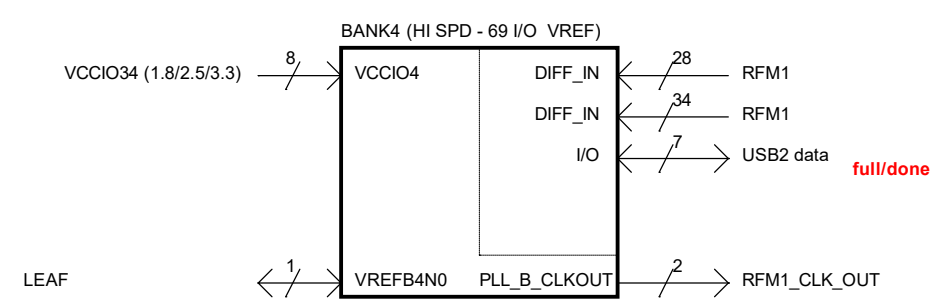 BANK4 (HI SPD - 69 I/O VREF)
VCCIO34 (1.8/2.5/3.3) 8 VCCIO4 DIFF_IN 28 RFM1
DIFF_IN 34 RFM1
I/O 7 USB2 data
full/done
LEAF 1 VREFB4N0 PLL_B_CLKOUT 2 RFM1_CLK_OUT